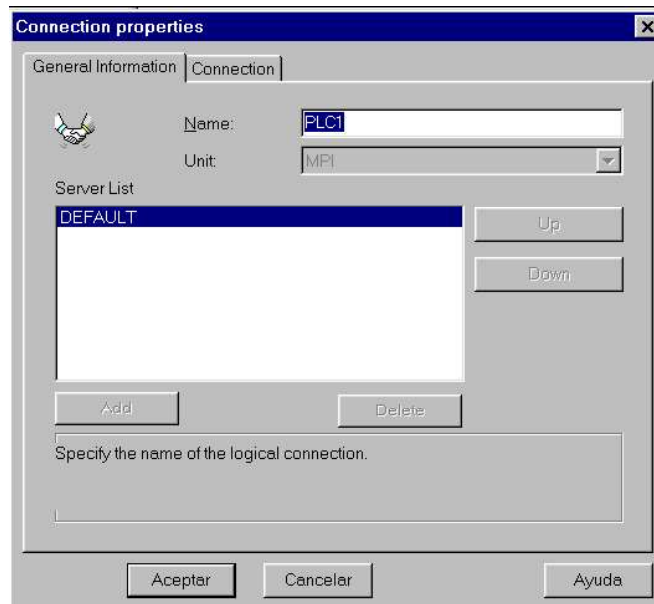 Connection properties
General Information
Connection
Name:
PLC1
Unit:
MPI
Server List
DEFAULT
Up
Down
Add
Delete
Specify the name of the logical connection.
Aceptar
Cancelar
Ayuda